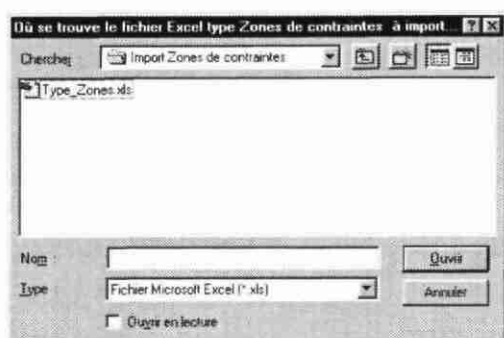 Où se trouve le fichier Excel type Zones de contraintes à import...
Chercher Import Zones de contraintes
Type_Zones.xls
Nom :
Ouvrir
Type : Fichier Microsoft Excel (*.xls)
Annuler
Ouvrir en lecture